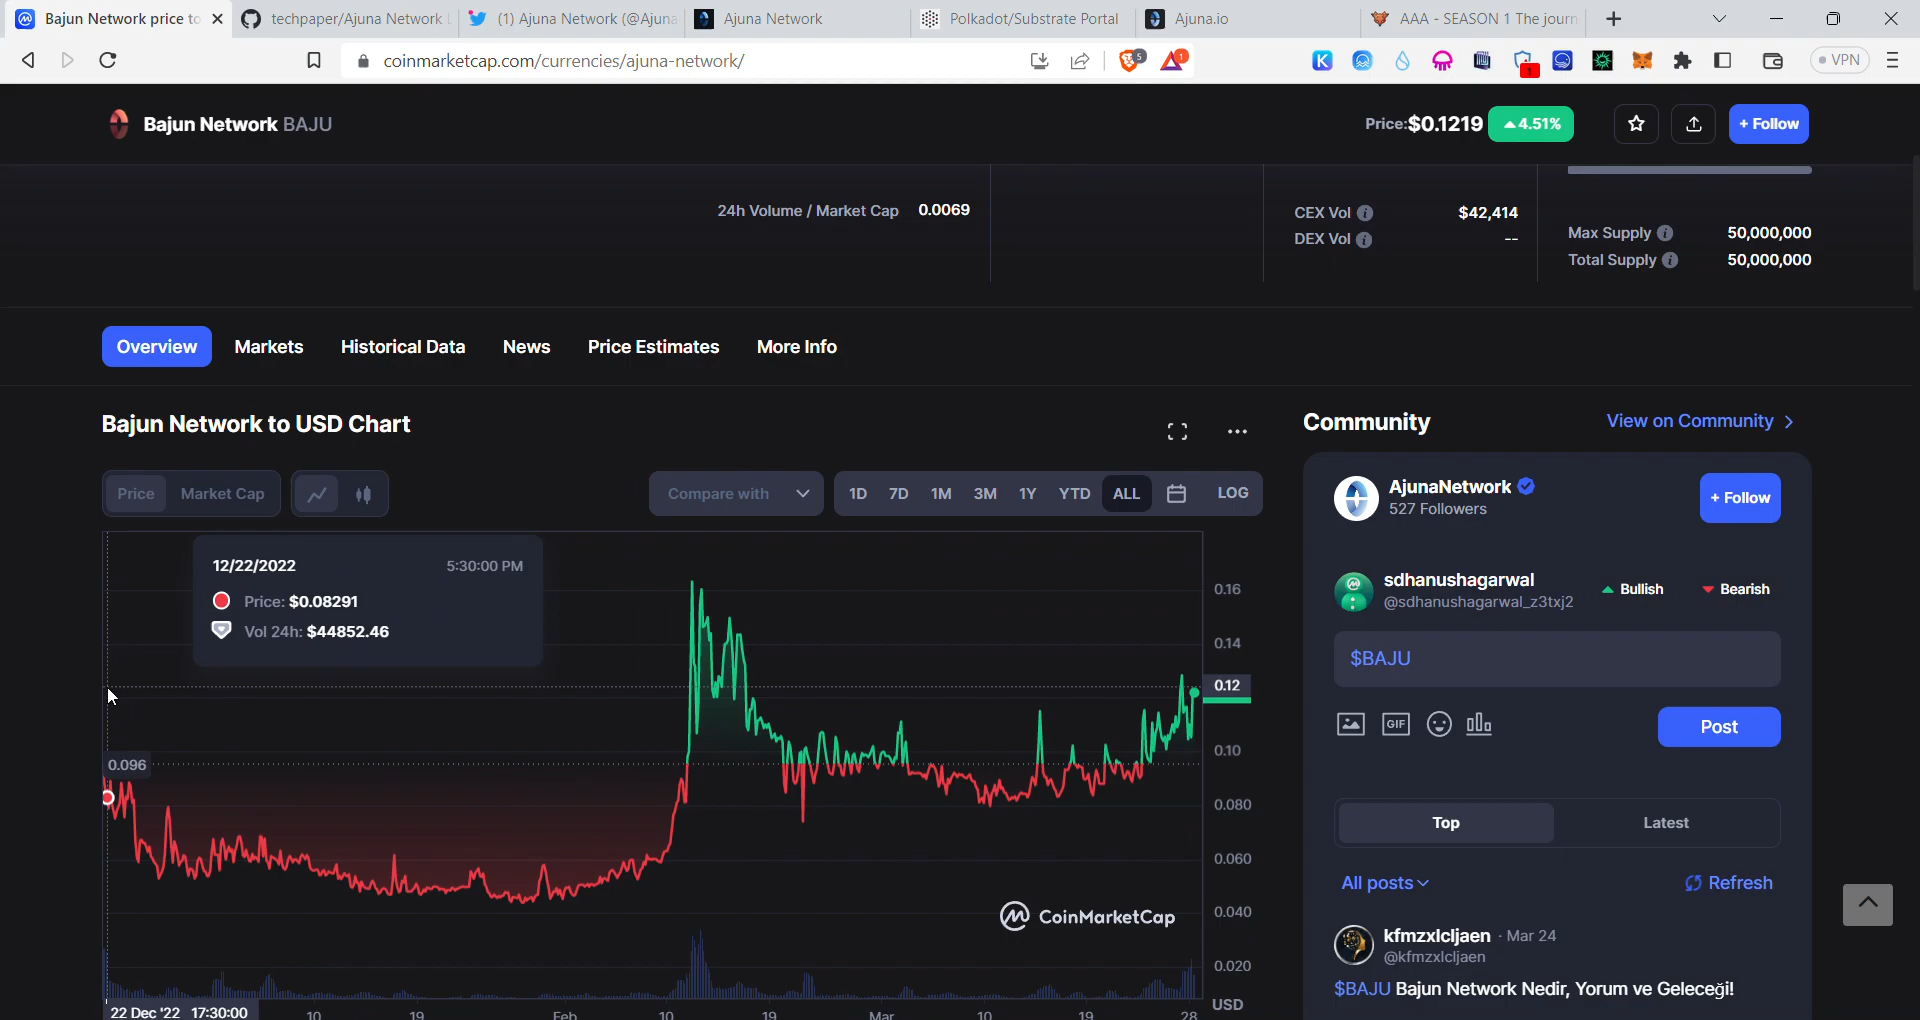 Bajun Network price to
techpaper/Ajuna Network
(1) Ajuna Network (@Ajuna
Ajuna Network
Polkadot/Substrate Portal
Ajuna.io
AAA - SEASON 1 The journ
coinmarketcap.com/currencies/ajuna-network/
5
1
1
VPN
Bajun Network BAJU
Price:$0.1219
4.51%
+ Follow
24h Volume / Market Cap 0.0069
CEX Vol $42,414
DEX Vol --
Max Supply 50,000,000
Total Supply 50,000,000
Overview
Markets
Historical Data
News
Price Estimates
More Info
Bajun Network to USD Chart
Price
Market Cap
Compare with
1D
7D
1M
3M
1Y
YTD
ALL
LOG
12/22/2022 5:30:00 PM
Price: $0.08291
Vol 24h: $44852.46
0.16
0.14
0.12
0.10
0.096
0.080
0.060
0.040
0.020
CoinMarketCap
USD
22 Dec '22 17:30:00
10
19
Feb
10
19
Mar
10
19
28
Community
View on Community
AjunaNetwork
527 Followers
+ Follow
sdhanushagarwal
@sdhanushagarwal_z3txj2
Bullish
Bearish
$BAJU
GIF
Post
Top
Latest
All posts
Refresh
kfmzxlcljaen · Mar 24
@kfmzxlcljaen
$BAJU Bajun Network Nedir, Yorum ve Geleceği!